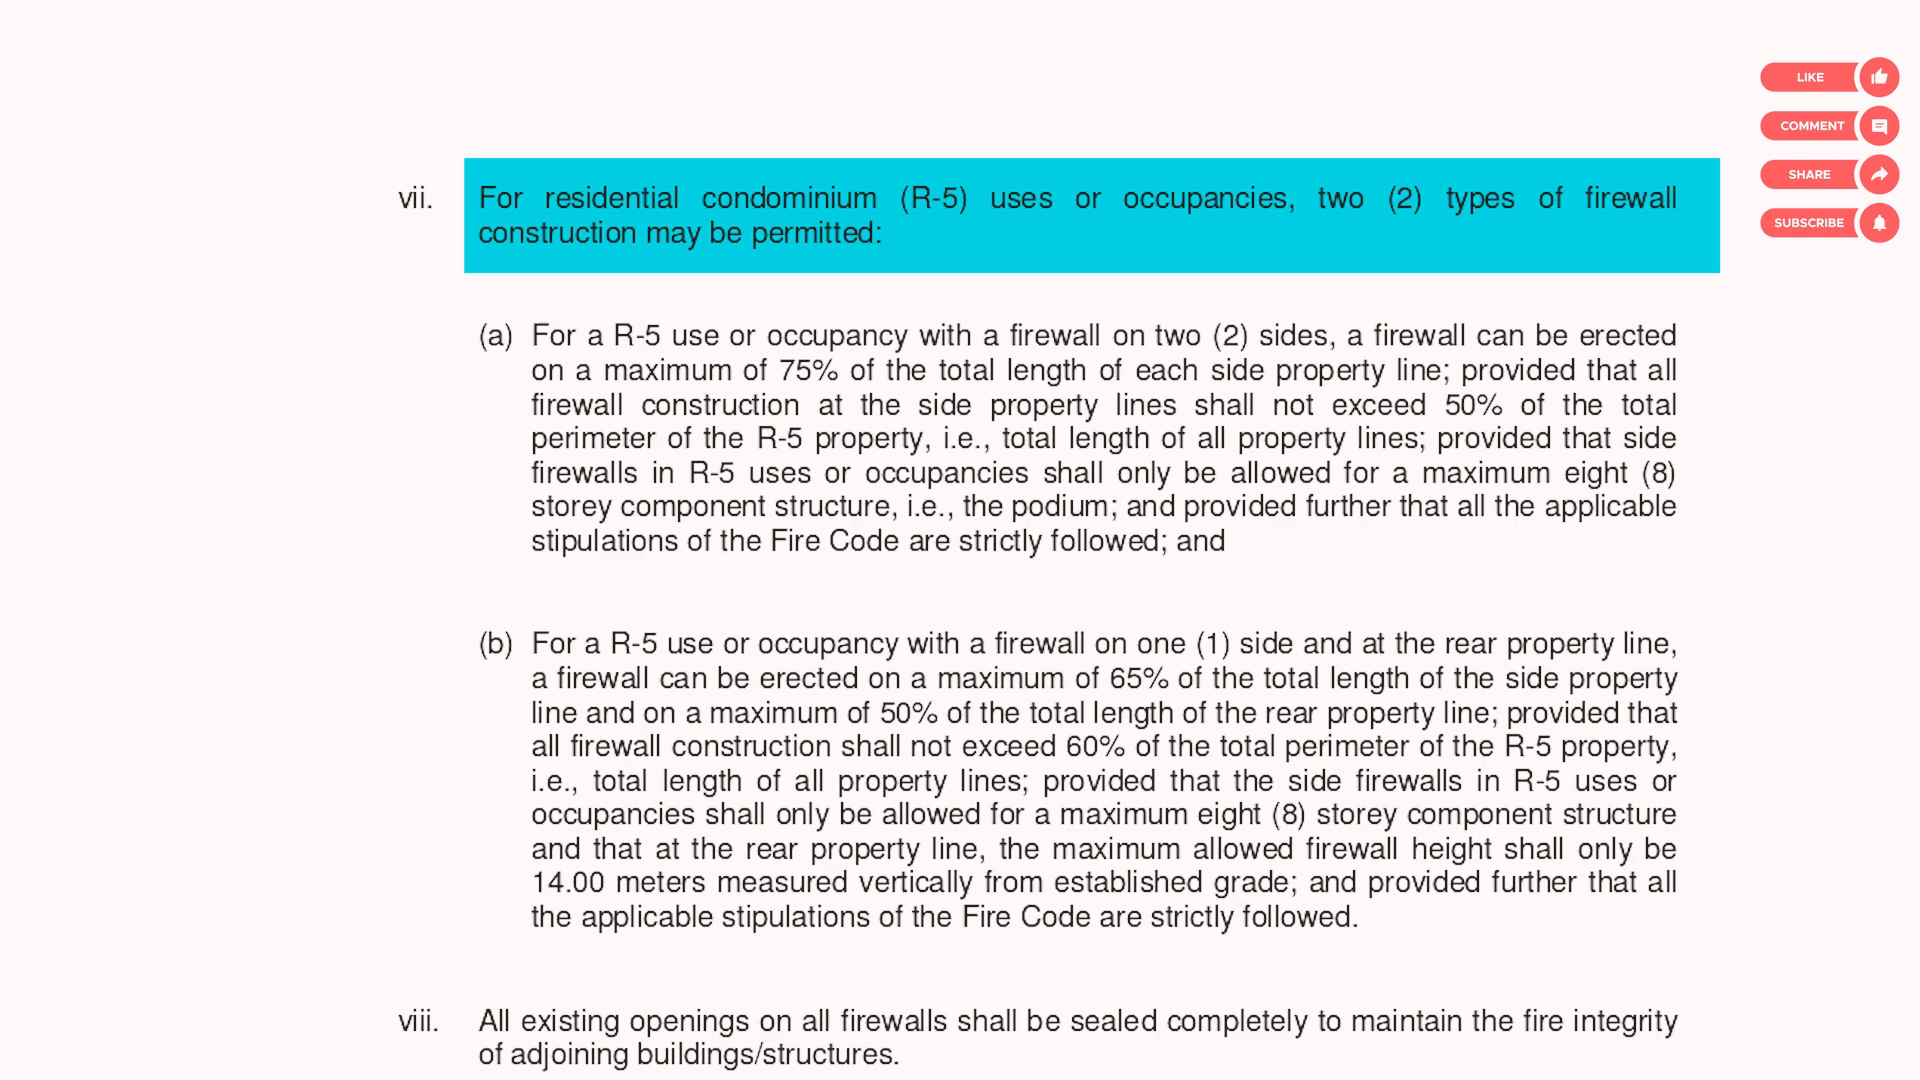 LIKE
COMMENT
SHARE
SUBSCRIBE
vii. For residential condominium (R-5) uses or occupancies, two (2) types of firewall
construction may be permitted:
(a) For a R-5 use or occupancy with a firewall on two (2) sides, a firewall can be erected
on a maximum of 75% of the total length of each side property line; provided that all
firewall construction at the side property lines shall not exceed 50% of the total
perimeter of the R-5 property, i.e., total length of all property lines; provided that side
firewalls in R-5 uses or occupancies shall only be allowed for a maximum eight (8)
storey component structure, i.e., the podium; and provided further that all the applicable
stipulations of the Fire Code are strictly followed; and
(b) For a R-5 use or occupancy with a firewall on one (1) side and at the rear property line,
a firewall can be erected on a maximum of 65% of the total length of the side property
line and on a maximum of 50% of the total length of the rear property line; provided that
all firewall construction shall not exceed 60% of the total perimeter of the R-5 property,
i.e., total length of all property lines; provided that the side firewalls in R-5 uses or
occupancies shall only be allowed for a maximum eight (8) storey component structure
and that at the rear property line, the maximum allowed firewall height shall only be
14.00 meters measured vertically from established grade; and provided further that all
the applicable stipulations of the Fire Code are strictly followed.
viii. All existing openings on all firewalls shall be sealed completely to maintain the fire integrity
of adjoining buildings/structures.